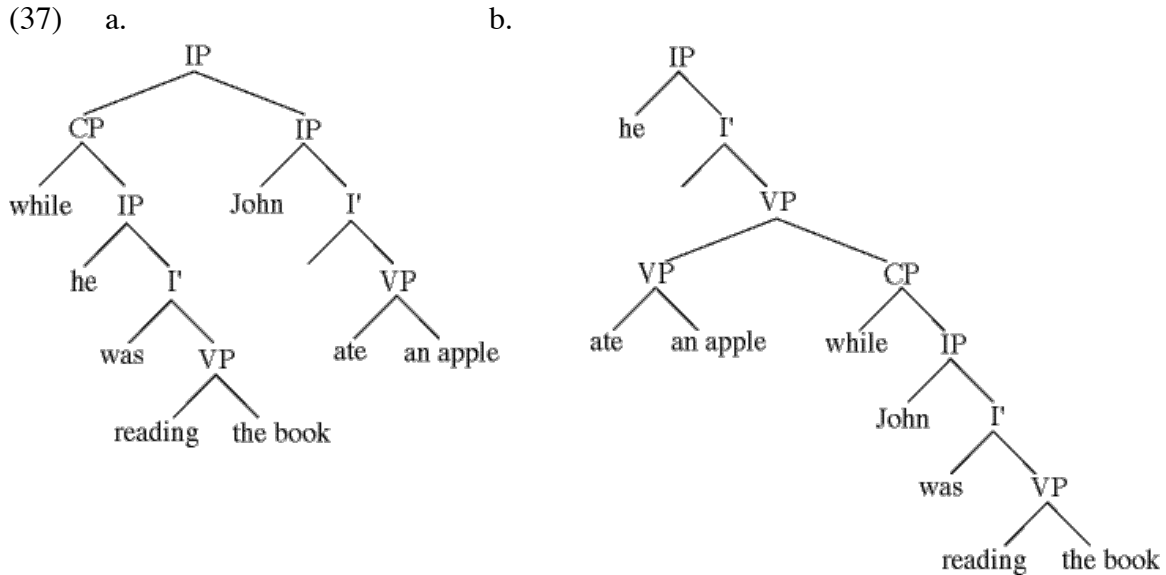 (37) a. b.
IP
CP IP
while IP John I'
he I' VP
was VP ate an apple
reading the book
IP
he I'
VP
VP CP
ate an apple while IP
John I'
was VP
reading the book